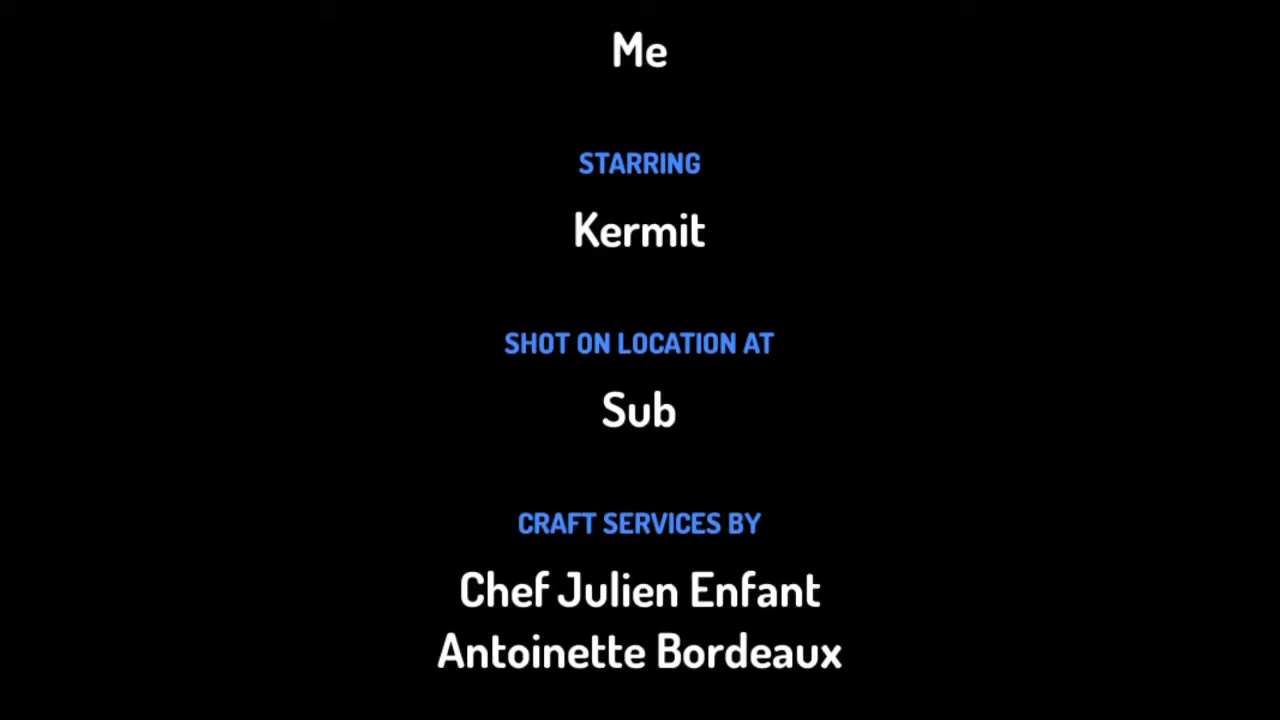 Me
STARRING
Kermit
SHOT ON LOCATION AT
Sub
CRAFT SERVICES BY
Chef Julien Enfant
Antoinette Bordeaux